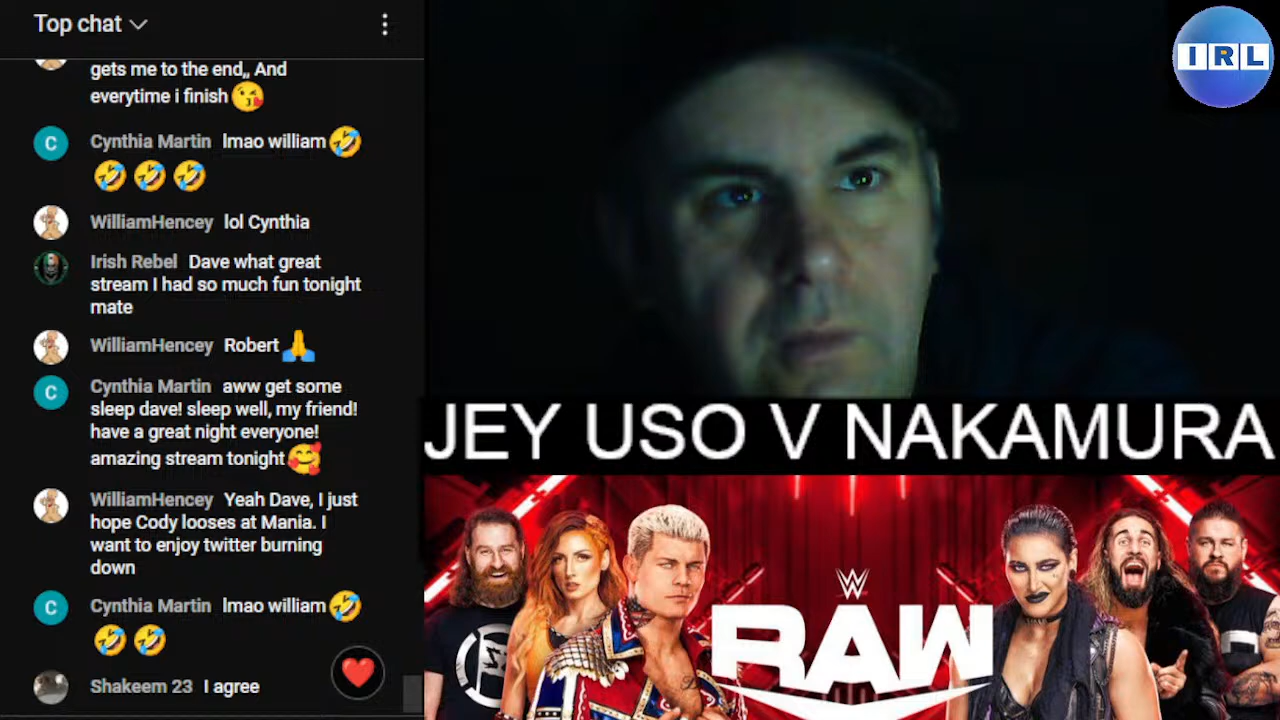 Top chat
gets me to the end,, And
everytime i finish
Cynthia Martin lmao william
WilliamHencey lol Cynthia
Irish Rebel Dave what great
stream I had so much fun tonight
mate
WilliamHencey Robert
Cynthia Martin aww get some
sleep dave! sleep well, my friend!
have a great night everyone!
amazing stream tonight
WilliamHencey Yeah Dave, I just
hope Cody looses at Mania. I
want to enjoy twitter burning
down
Cynthia Martin lmao william
Shakeem 23 I agree
IRL
JEY USO V NAKAMURA
W
RAW